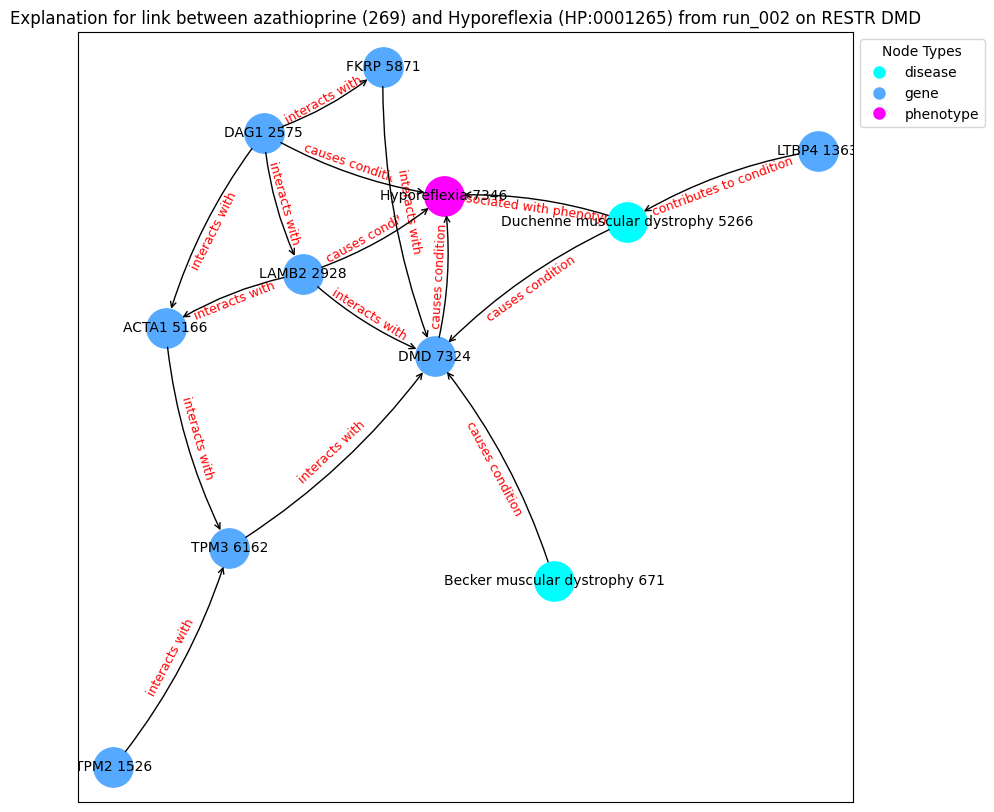 Explanation for link between azathioprine (269) and Hyporeflexia (HP:0001265) from run_002 on RESTR DMD
Node Types
disease
gene
phenotype
FKRP 5871
interacts with
DAG1 2575
LTBP4 1363
causes condit
interacts with
interacts with
contributes to condition
Hyporeflexia 7346
sociated with phenoty
Duchenne muscular dystrophy 5266
interacts with
causes condi
causes condition
causes condition
LAMB2 2928
interacts with
interacts with
ACTA1 5166
DMD 7324
interacts with
interacts with
causes condition
TPM3 6162
Becker muscular dystrophy 671
interacts with
TPM2 1526